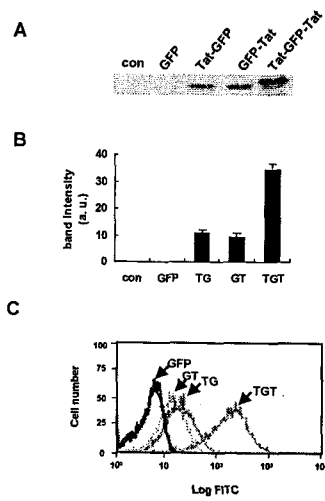 A
con GFP Tat-GFP GFP-Tat Tat-GFP-Tat
B
band intensity
(a. u.)
40
30
20
10
0
con GFP TG GT TGT
C
Cell number
100
75
50
25
0
GFP
GT
TG
TGT
10⁰ 10 10² 10³ 10
Log FITC